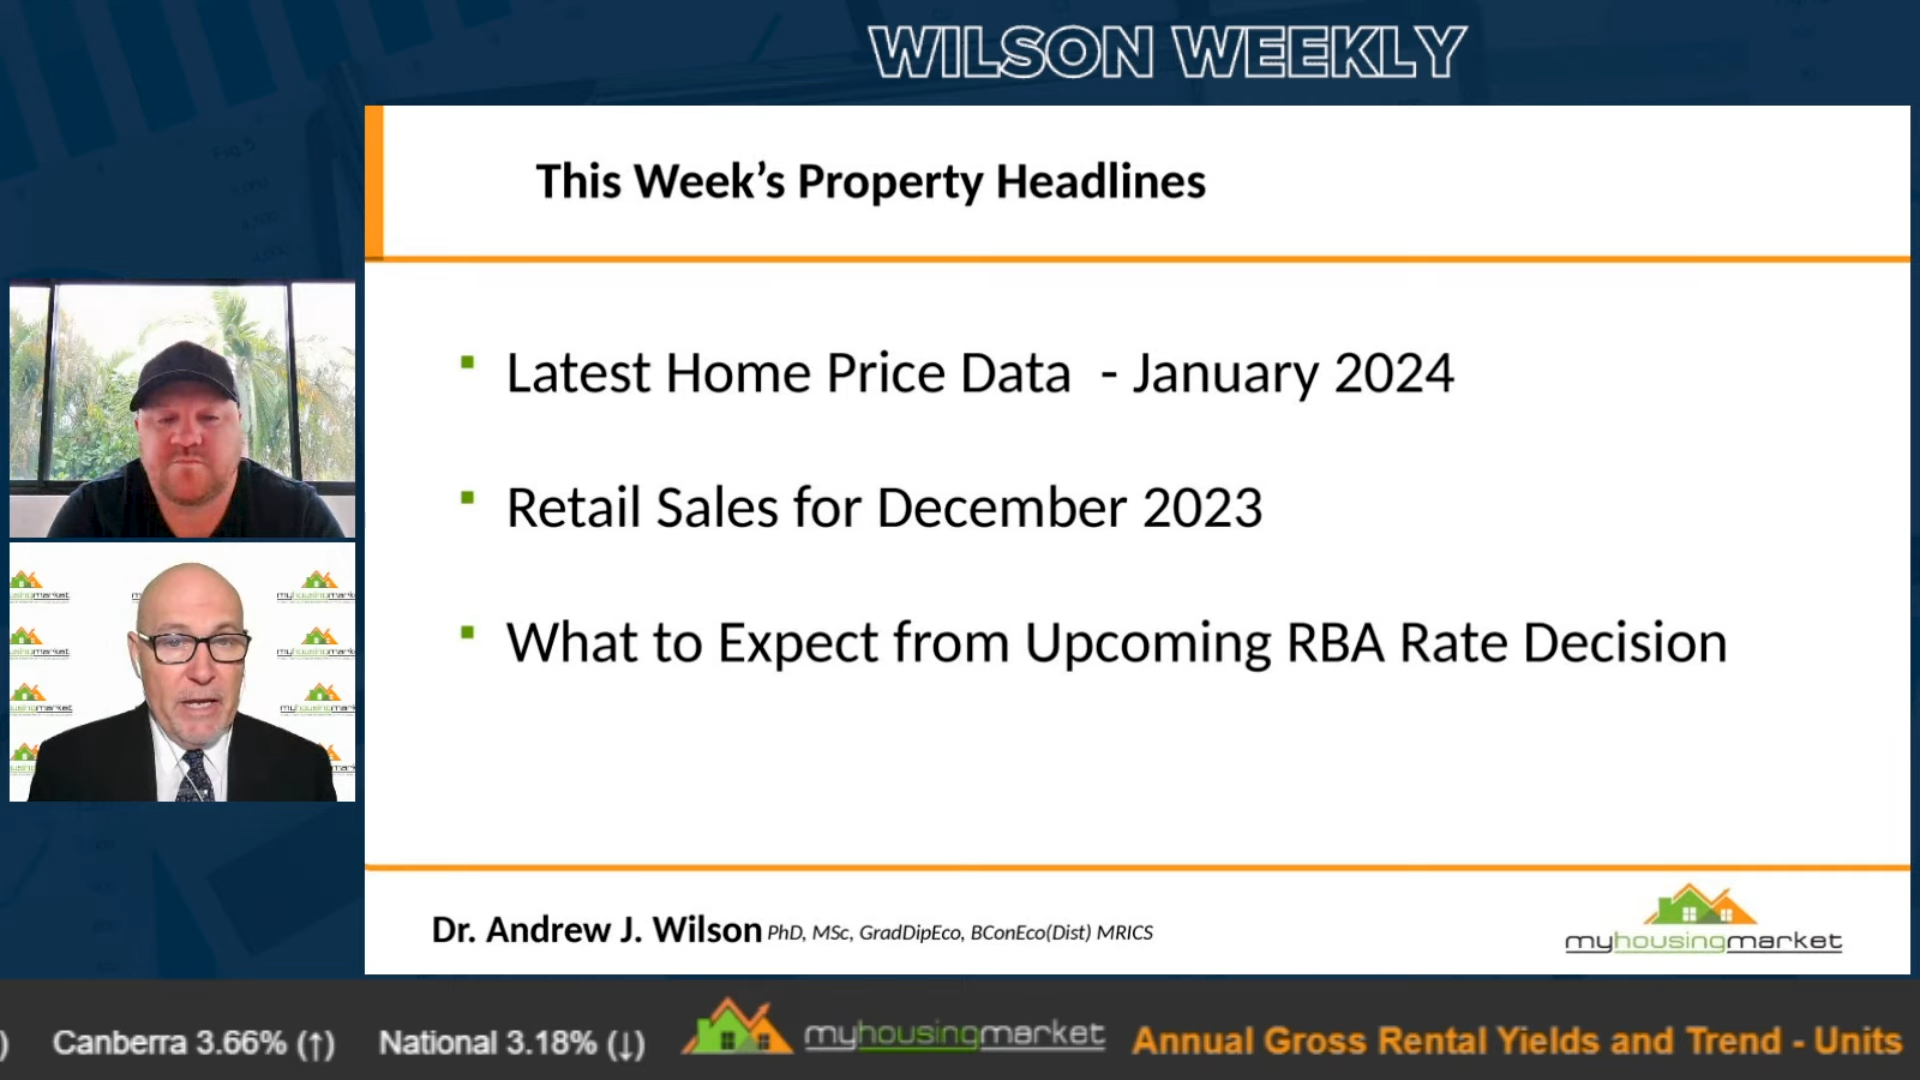 WILSON WEEKLY
This Week’s Property Headlines
Latest Home Price Data - January 2024
Retail Sales for December 2023
What to Expect from Upcoming RBA Rate Decision
Dr. Andrew J. Wilson PhD, MSc, GradDipEco, BConEco(Dist) MRICS
myhousingmarket
) Canberra 3.66% (↑) National 3.18% (↓) myhousingmarket Annual Gross Rental Yields and Trend - Units